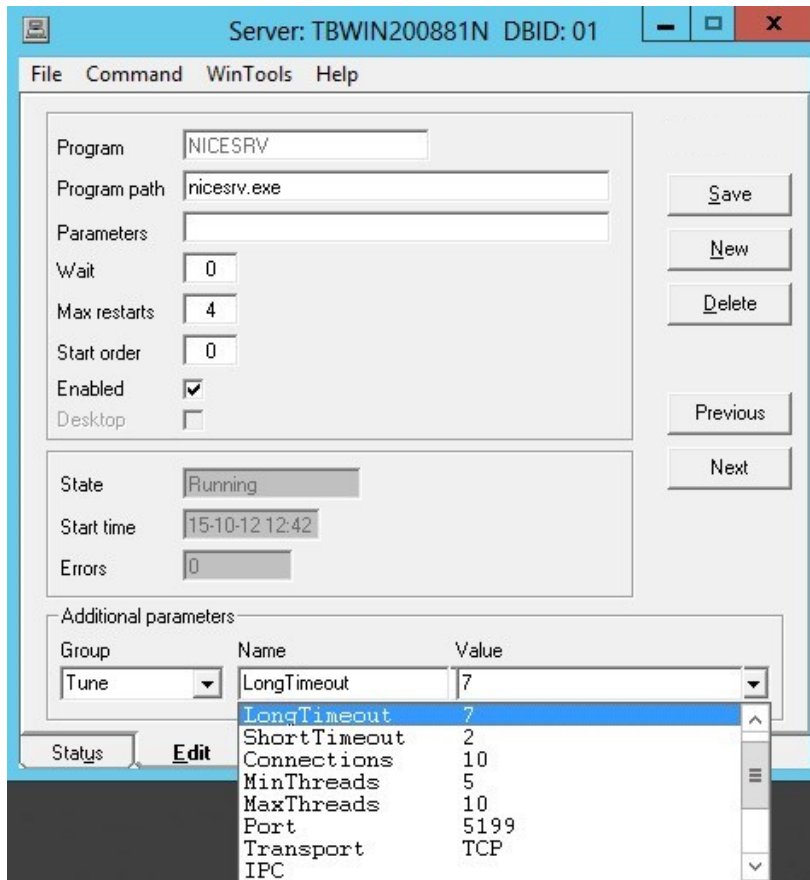 Server: TBWIN200881N DBID: 01
File Command WinTools Help
Program NICESRV
Program path nicesrv.exe
Save
Parameters
New
Wait 0
Max restarts 4
Delete
Start order 0
Enabled
Desktop
Previous
State Running
Next
Start time 15-10-12 12:42
Errors 0
Additional parameters
Group Name Value
Tune LongTimeout 7
LongTimeout 7
ShortTimeout 2
Status Edit
Connections 10
MinThreads 5
MaxThreads 10
Port 5199
Transport TCP
IPC